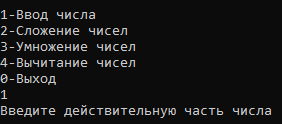 1-Ввод числа
2-Сложение чисел
3-Умножение чисел
4-Вычитание чисел
0-Выход
1
Введите действительную часть числа